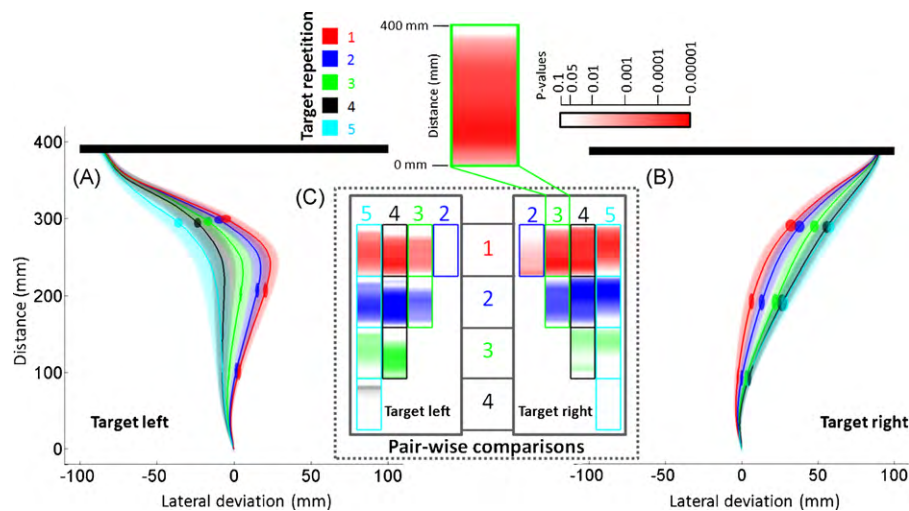 Target repetition
1
2
3
4
5
400 mm
Distance (mm)
0 mm
P-values
0.1
0.05
0.01
0.001
0.0001
0.00001
(A)
Distance (mm)
400
300
200
100
0
Target left
-100 -50 0 50 100
Lateral deviation (mm)
(C)
5 4 3 2
2 3 4 5
1
2
3
4
Target left
Target right
Pair-wise comparisons
(B)
Target right
-100 -50 0 50 100
Lateral deviation (mm)